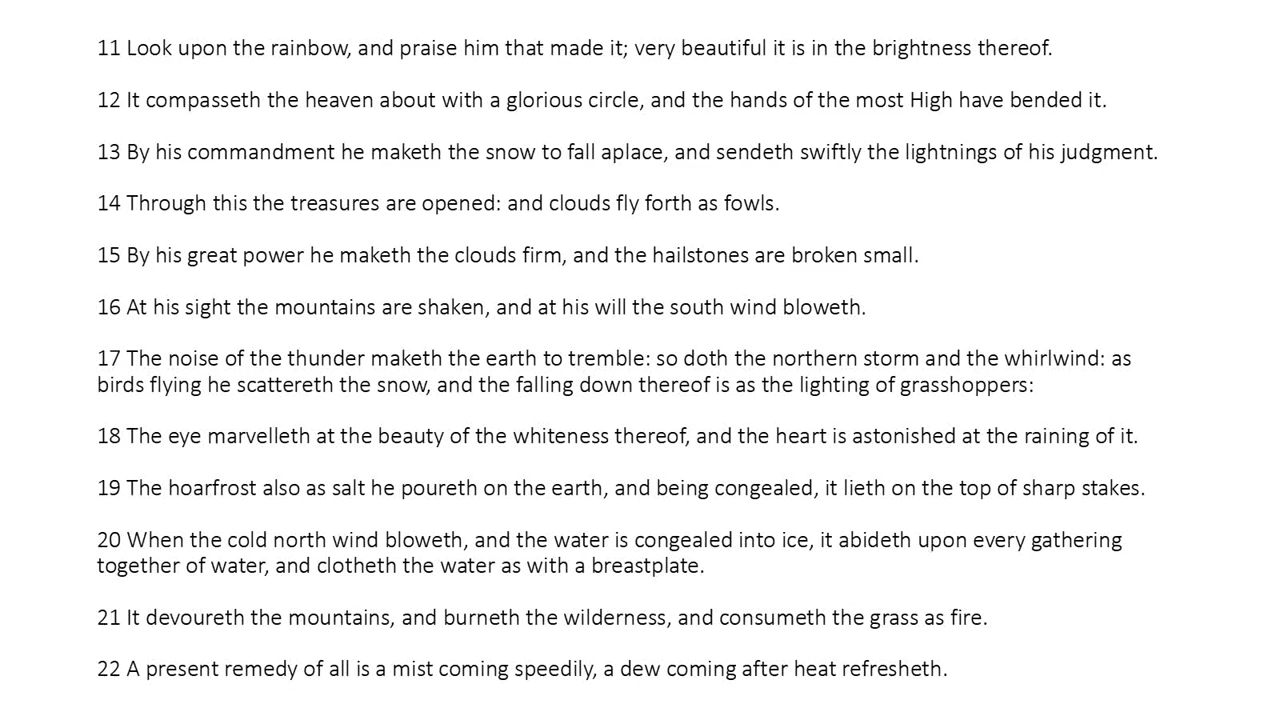 11 Look upon the rainbow, and praise him that made it; very beautiful it is in the brightness thereof.
12 It compasseth the heaven about with a glorious circle, and the hands of the most High have bended it.
13 By his commandment he maketh the snow to fall aplace, and sendeth swiftly the lightnings of his judgment.
14 Through this the treasures are opened: and clouds fly forth as fowls.
15 By his great power he maketh the clouds firm, and the hailstones are broken small.
16 At his sight the mountains are shaken, and at his will the south wind bloweth.
17 The noise of the thunder maketh the earth to tremble: so doth the northern storm and the whirlwind: as
birds flying he scattereth the snow, and the falling down thereof is as the lighting of grasshoppers:
18 The eye marvelleth at the beauty of the whiteness thereof, and the heart is astonished at the raining of it.
19 The hoarfrost also as salt he poureth on the earth, and being congealed, it lieth on the top of sharp stakes.
20 When the cold north wind bloweth, and the water is congealed into ice, it abideth upon every gathering
together of water, and clotheth the water as with a breastplate.
21 It devoureth the mountains, and burneth the wilderness, and consumeth the grass as fire.
22 A present remedy of all is a mist coming speedily, a dew coming after heat refresheth.